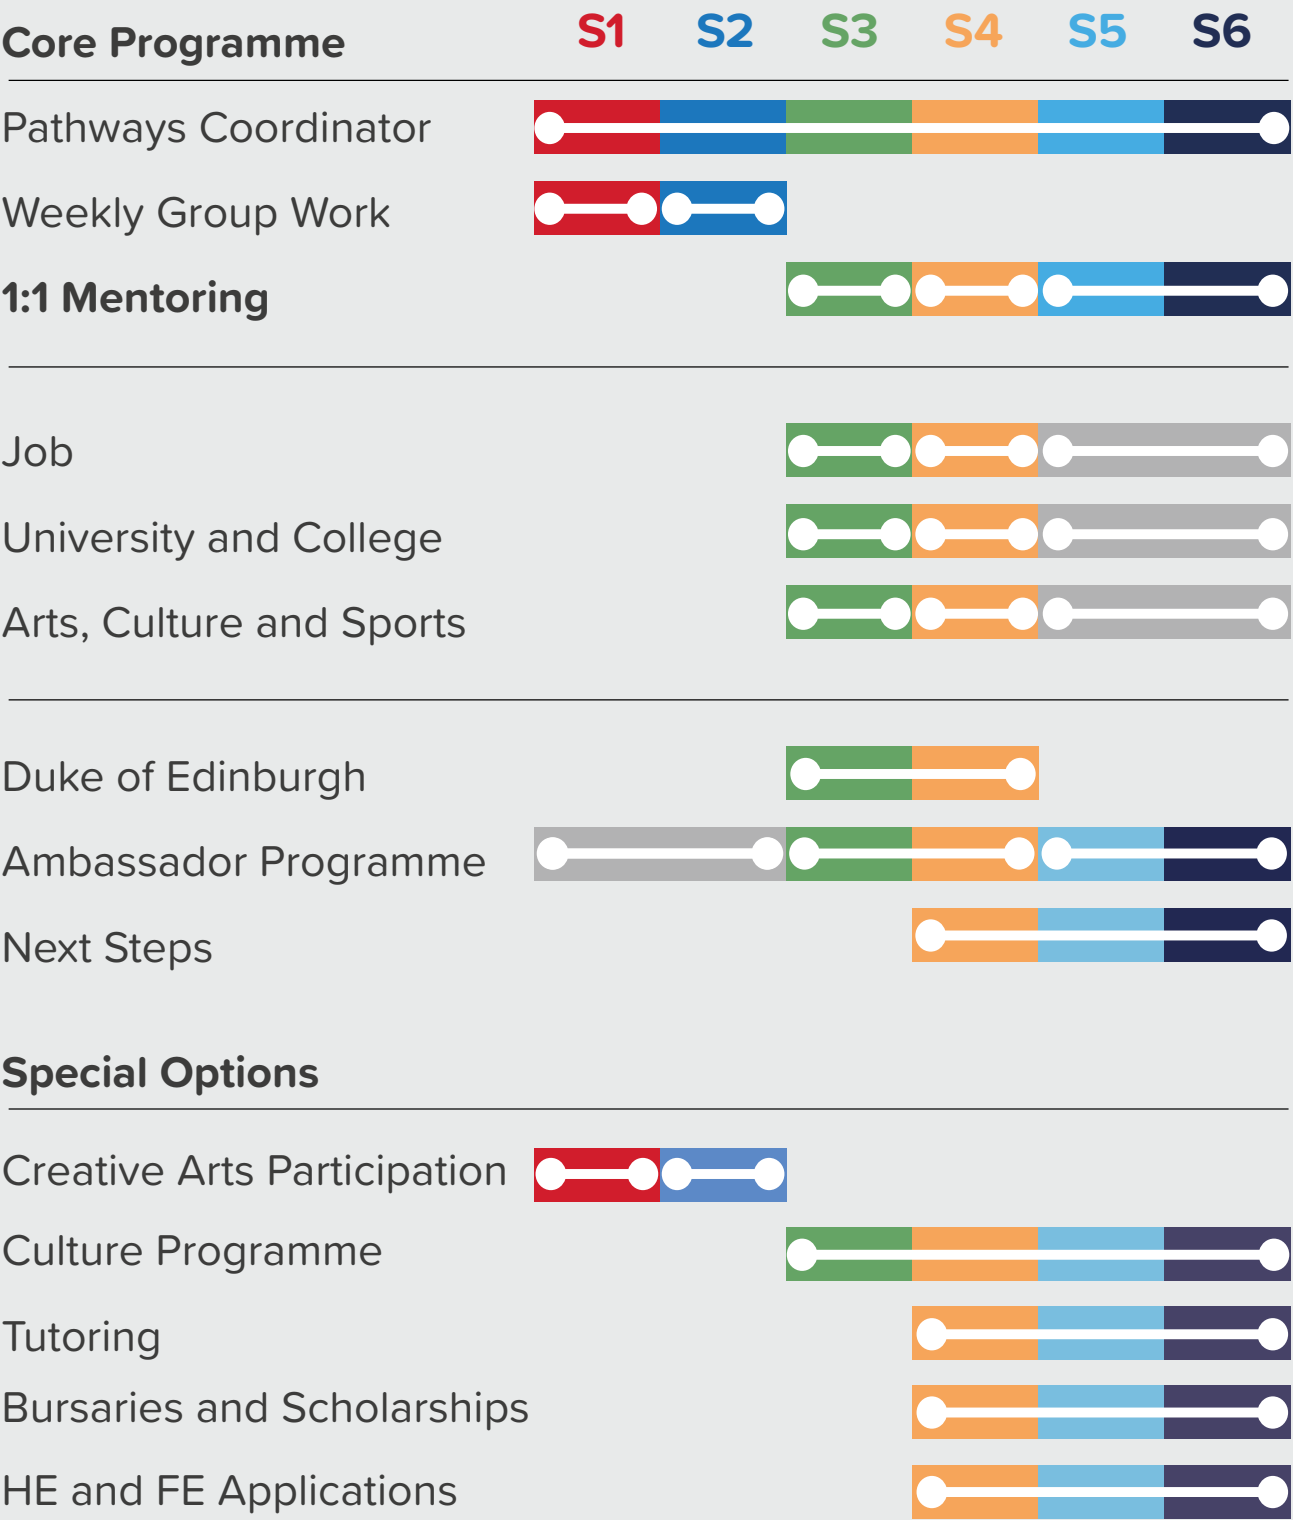 Core Programme S1 S2 S3 S4 S5 S6
Pathways Coordinator
Weekly Group Work
1:1 Mentoring
Job
University and College
Arts, Culture and Sports
Duke of Edinburgh
Ambassador Programme
Next Steps
Special Options
Creative Arts Participation
Culture Programme
Tutoring
Bursaries and Scholarships
HE and FE Applications